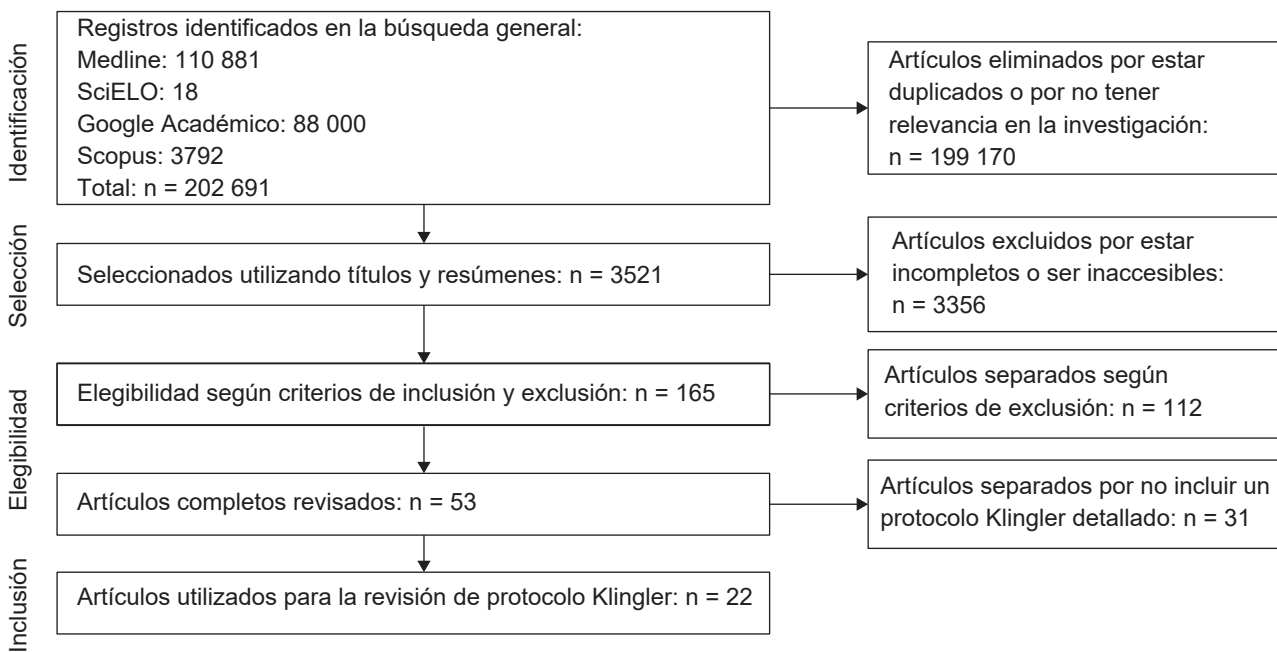 Identificación
Registros identificados en la búsqueda general:
Medline: 110 881
SciELO: 18
Google Académico: 88 000
Scopus: 3792
Total: n = 202 691
Artículos eliminados por estar
duplicados o por no tener
relevancia en la investigación:
n = 199 170
Selección
Seleccionados utilizando títulos y resúmenes: n = 3521
Artículos excluidos por estar
incompletos o ser inaccesibles:
n = 3356
Elegibilidad
Elegibilidad según criterios de inclusión y exclusión: n = 165
Artículos separados según
criterios de exclusión: n = 112
Artículos completos revisados: n = 53
Artículos separados por no incluir un
protocolo Klingler detallado: n = 31
Inclusión
Artículos utilizados para la revisión de protocolo Klingler: n = 22